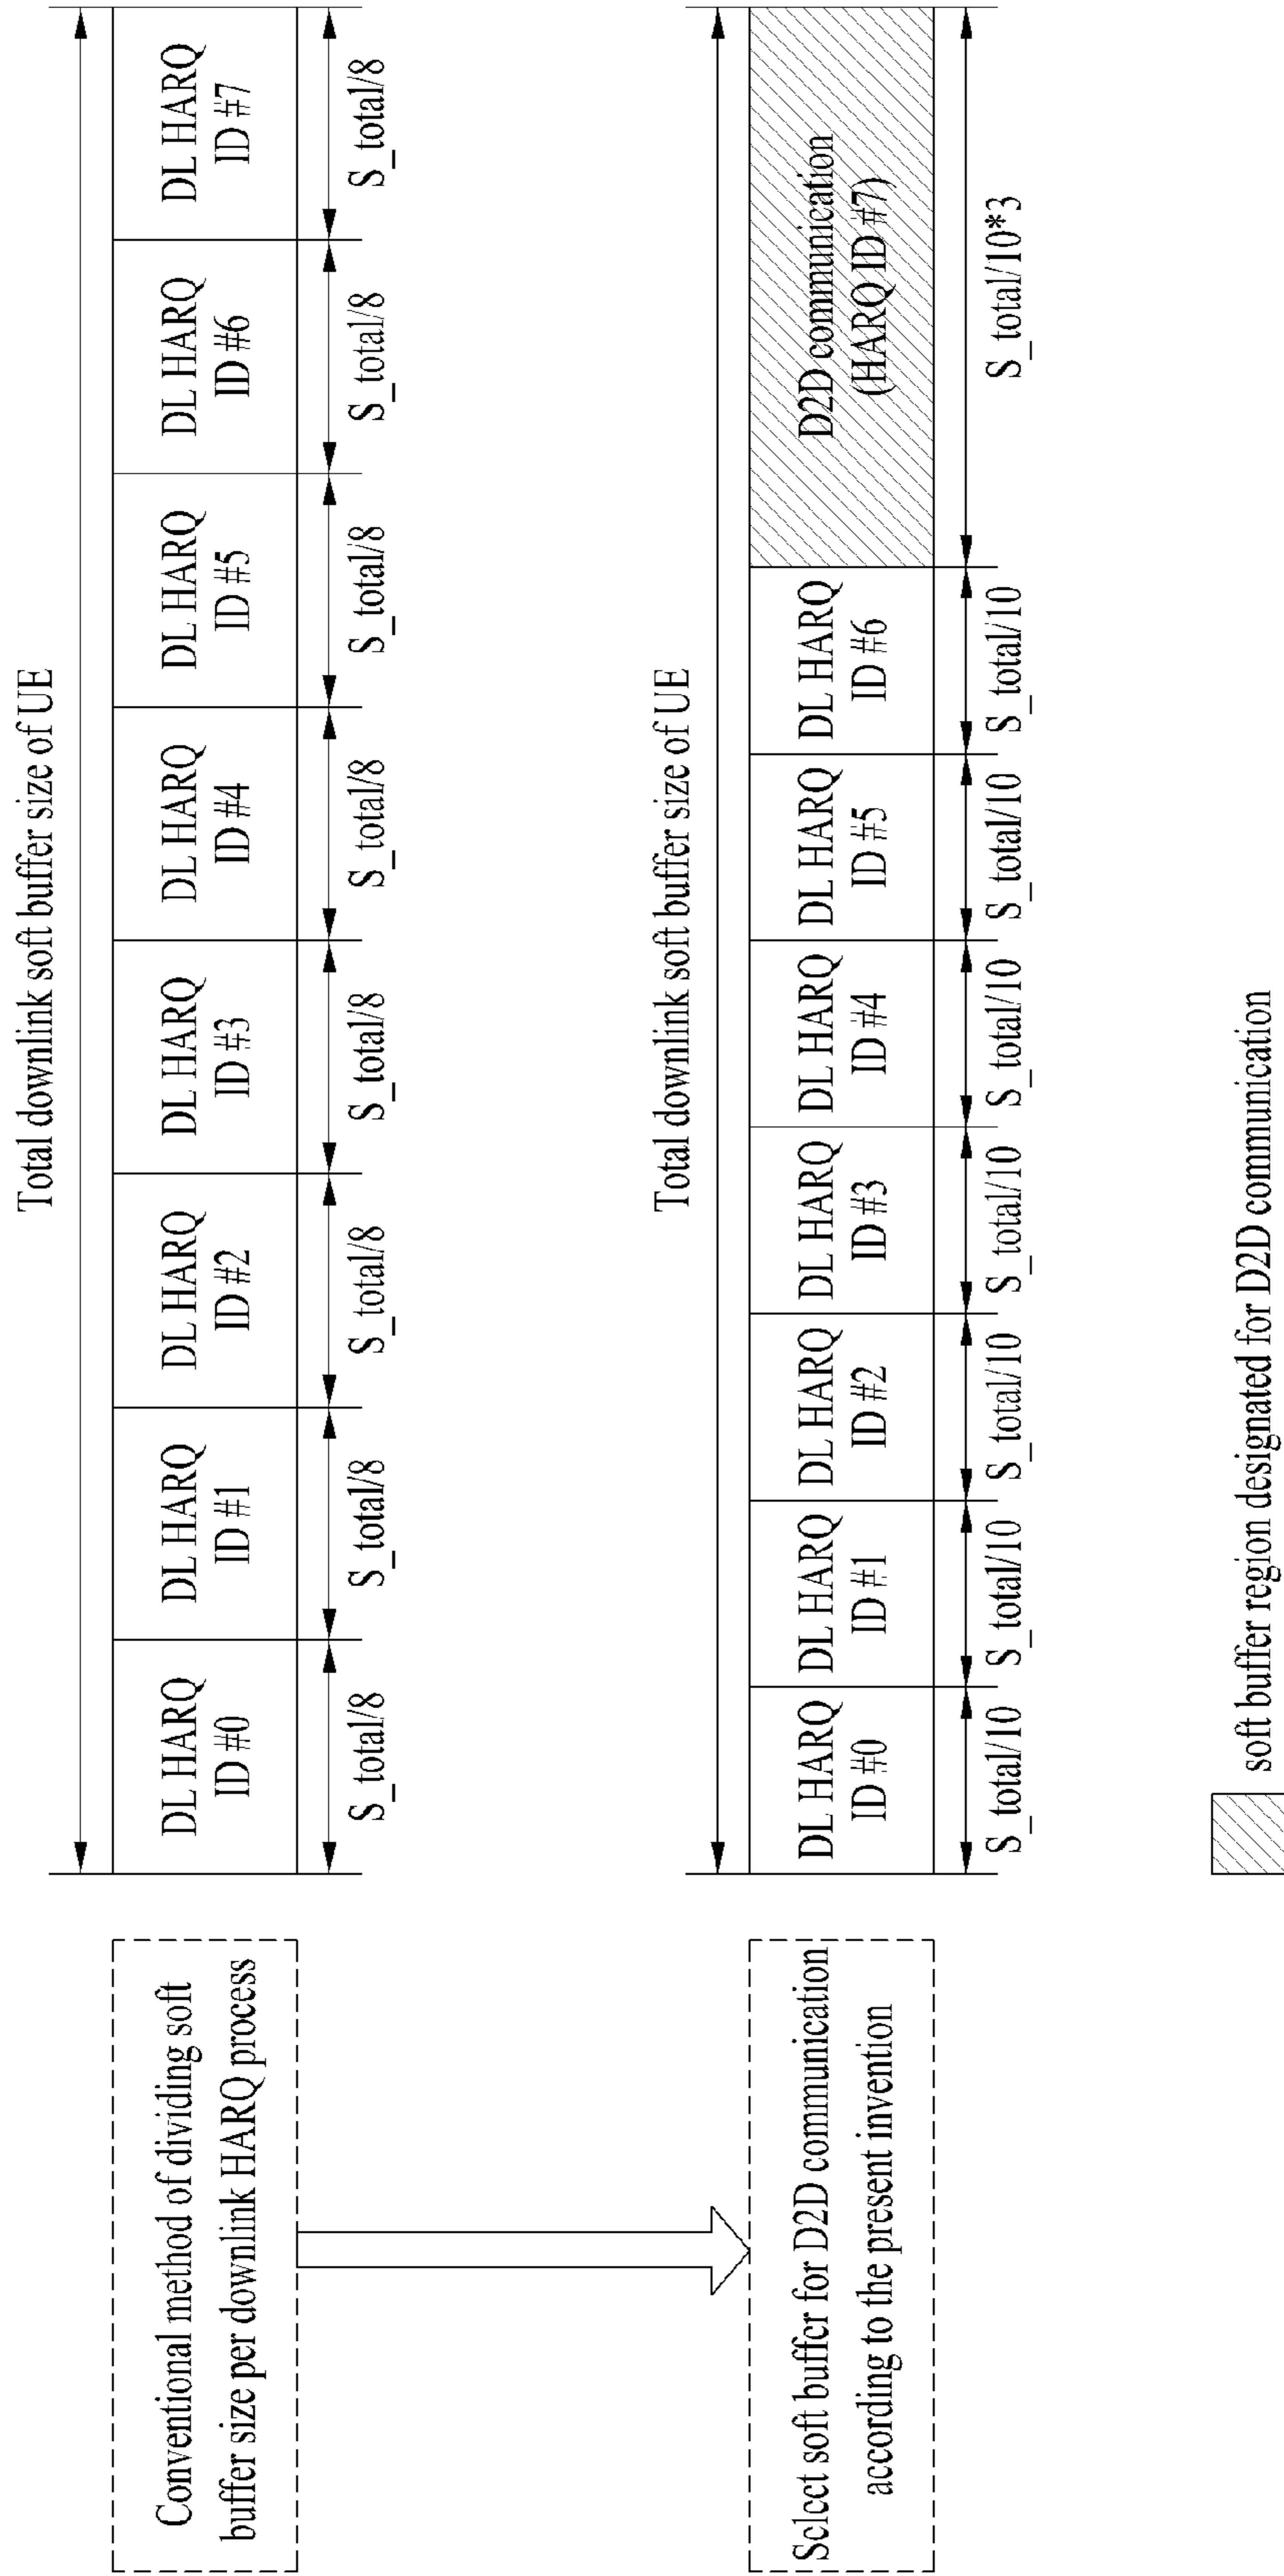 Total downlink soft buffer size of UE
Conventional method of dividing soft
buffer size per downlink HARQ process
DL HARQ
ID #0
DL HARQ
ID #1
DL HARQ
ID #2
DL HARQ
ID #3
DL HARQ
ID #4
DL HARQ
ID #5
DL HARQ
ID #6
DL HARQ
ID #7
S_total/8
S_total/8
S_total/8
S_total/8
S_total/8
S_total/8
S_total/8
S_total/8
Total downlink soft buffer size of UE
Select soft buffer for D2D communication
according to the present invention
DL HARQ
ID #0
DL HARQ
ID #1
DL HARQ
ID #2
DL HARQ
ID #3
DL HARQ
ID #4
DL HARQ
ID #5
DL HARQ
ID #6
D2D communication
(HARQ ID #7)
S_total/10
S_total/10
S_total/10
S_total/10
S_total/10
S_total/10
S_total/10
S_total/10*3
soft buffer region designated for D2D communication